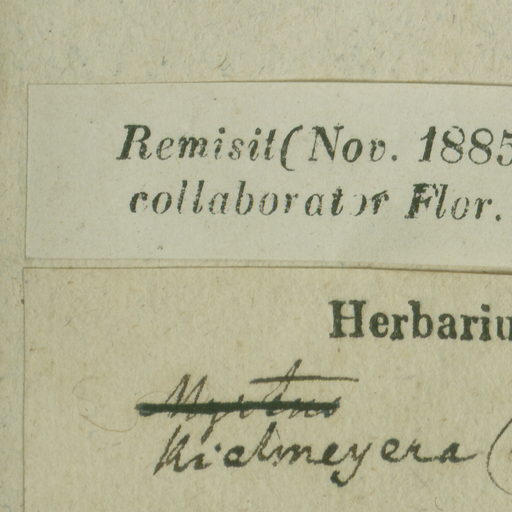 Remisit (Nov. 1885
collaborator Flor.
Herbariu
Myrtus
Kielmeyera (